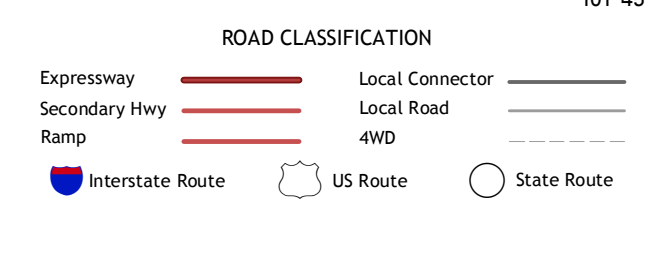 ROAD CLASSIFICATION
Expressway
Local Connector
Secondary Hwy
Local Road
Ramp
4WD
Interstate Route
US Route
State Route